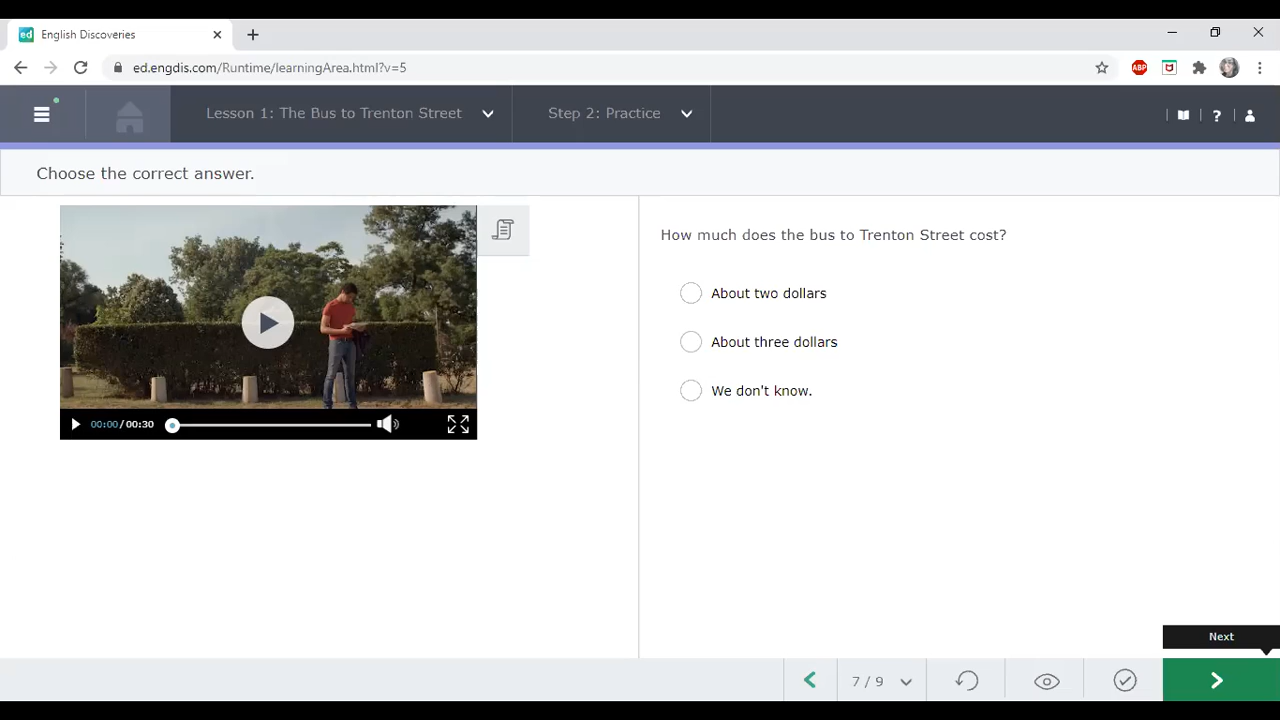 ed English Discoveries
ed.engdis.com/Runtime/learningArea.html?v=5
ABP
Lesson 1: The Bus to Trenton Street
Step 2: Practice
?
Choose the correct answer.
00:00/00:30
How much does the bus to Trenton Street cost?
About two dollars
About three dollars
We don't know.
Next
7 / 9